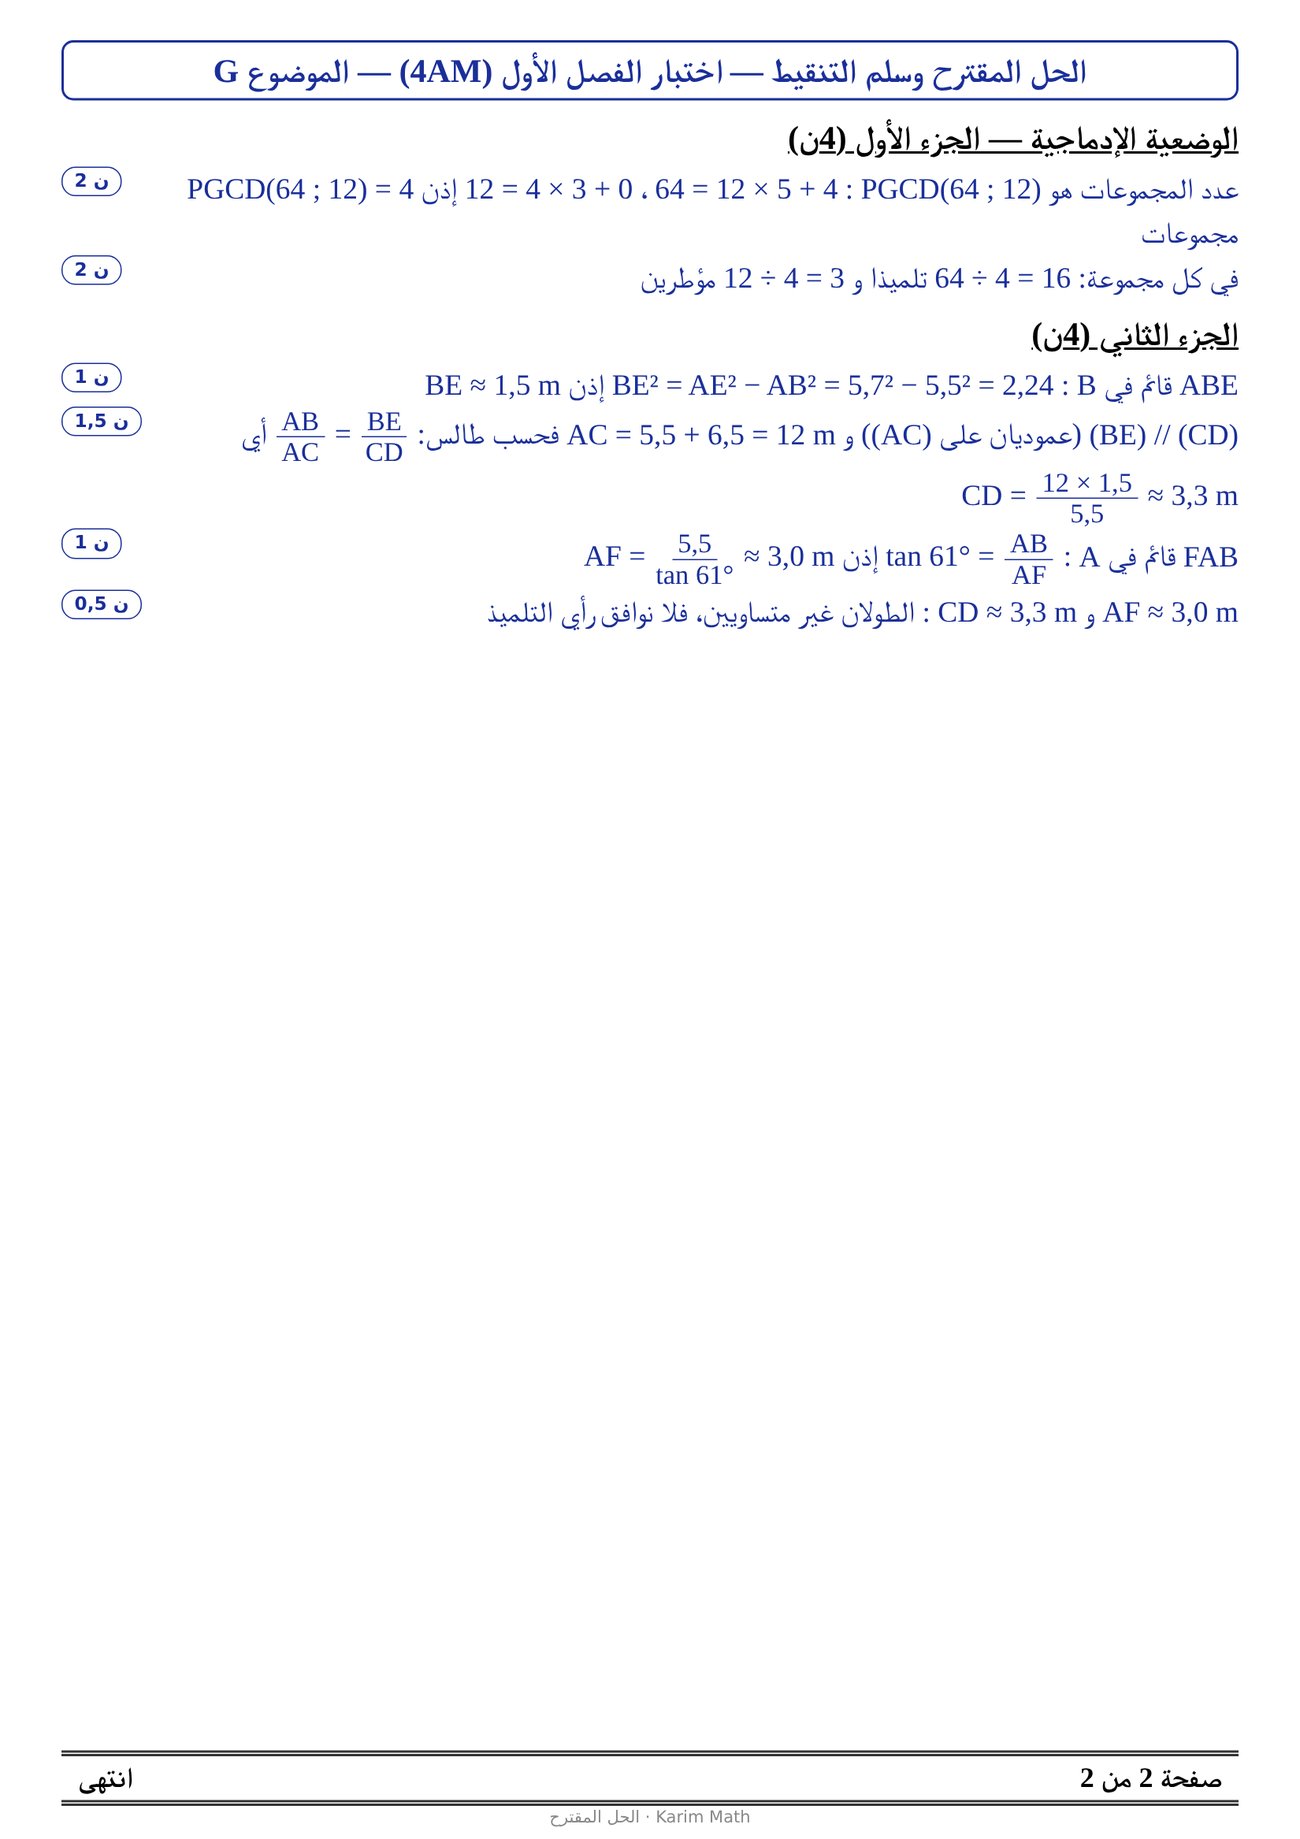 الحل المقترح وسلم التنقيط — اختبار الفصل الأول (4AM) — الموضوع G
الوضعية الإدماجية — الجزء الأول (4ن)
عدد المجموعات هو PGCD(64 ; 12) : 64 = 12 × 5 + 4 ، 12 = 4 × 3 + 0 إذن PGCD(64 ; 12) = 4 2 ن
مجموعات
في كل مجموعة: 64 ÷ 4 = 16 تلميذا و 12 ÷ 4 = 3 مؤطرين 2 ن
الجزء الثاني (4ن)
ABE قائم في B : BE² = AE² − AB² = 5,7² − 5,5² = 2,24 إذن BE ≈ 1,5 m 1 ن
(BE) // (CD) (عموديان على (AC)) و AC = 5,5 + 6,5 = 12 m فحسب طالس: AB/AC = BE/CD أي 1,5 ن
CD = (12 × 1,5)/5,5 ≈ 3,3 m
FAB قائم في A : tan 61° = AB/AF إذن AF = 5,5/tan 61° ≈ 3,0 m 1 ن
AF ≈ 3,0 m و CD ≈ 3,3 m : الطولان غير متساويين، فلا نوافق رأي التلميذ 0,5 ن
صفحة 2 من 2 انتهى
Karim Math · الحل المقترح